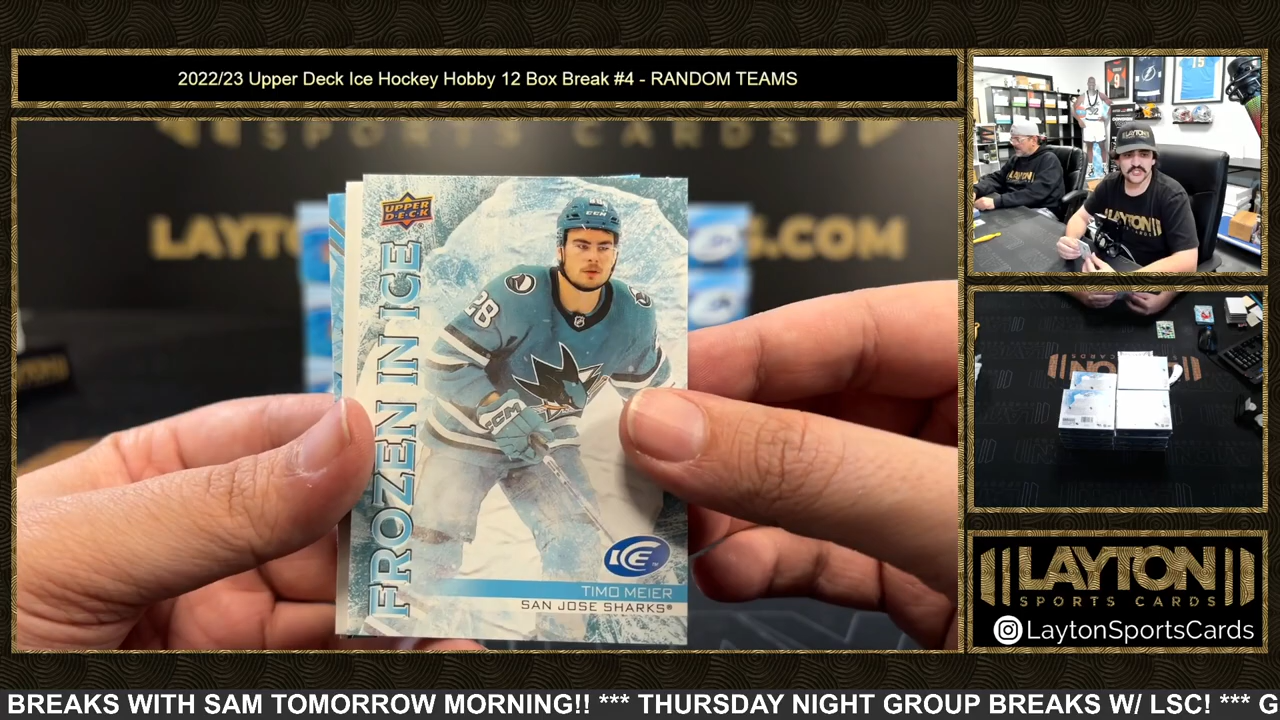 2022/23 Upper Deck Ice Hockey Hobby 12 Box Break #4 - RANDOM TEAMS
UPPER
DECK
FROZEN IN ICE
28
CCM
ICE
TIMO MEIER
SAN JOSE SHARKS®
LAYTON
SPORTS CARDS
LaytonSportsCards
BREAKS WITH SAM TOMORROW MORNING!! *** THURSDAY NIGHT GROUP BREAKS W/ LSC! *** G